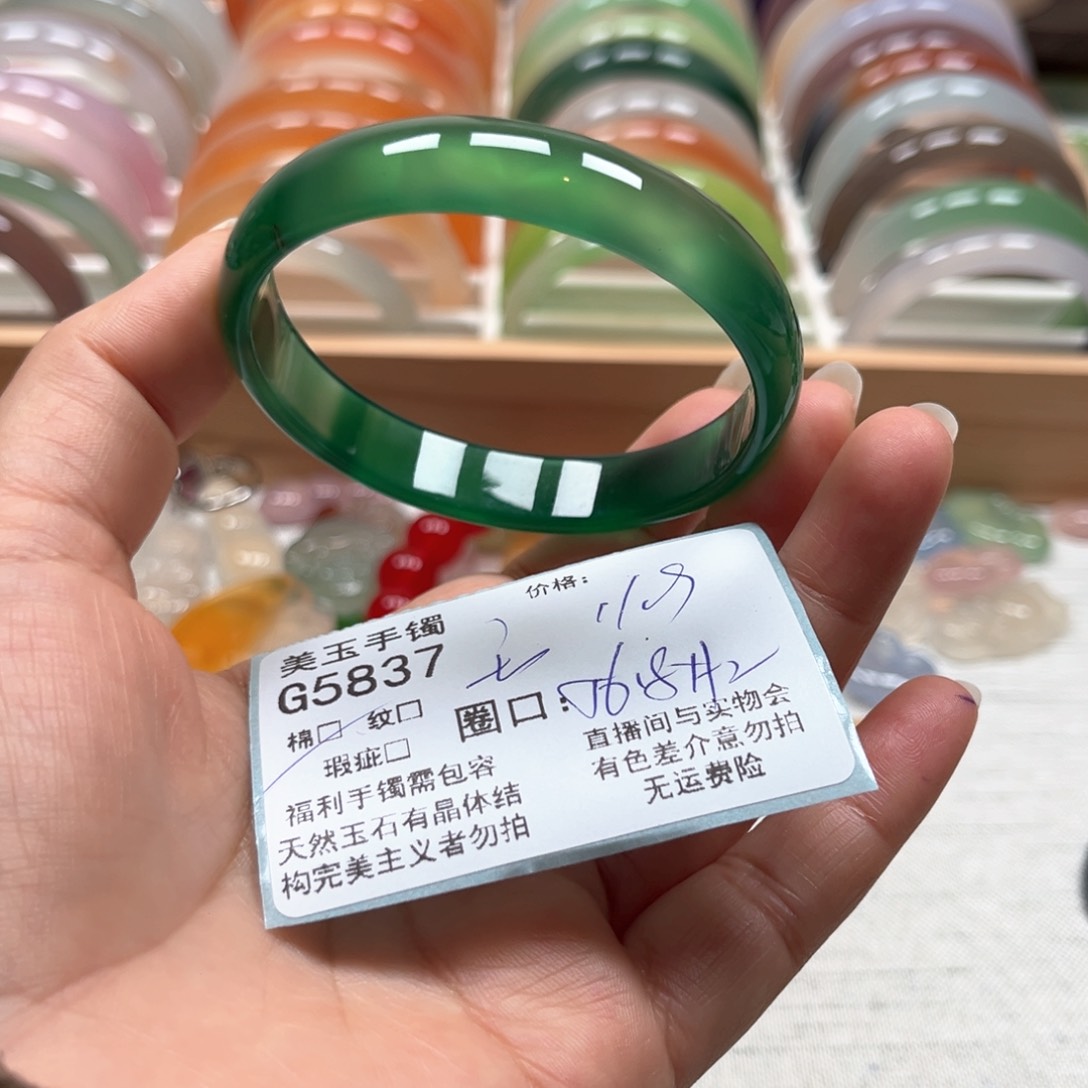 美玉手镯
价格:
G5837
棉□ 纹□
圈口:
瑕疵□
福利手镯需包容
天然玉石有晶体结
构完美主义者勿拍
直播间与实物会
有色差介意勿拍
无运费险